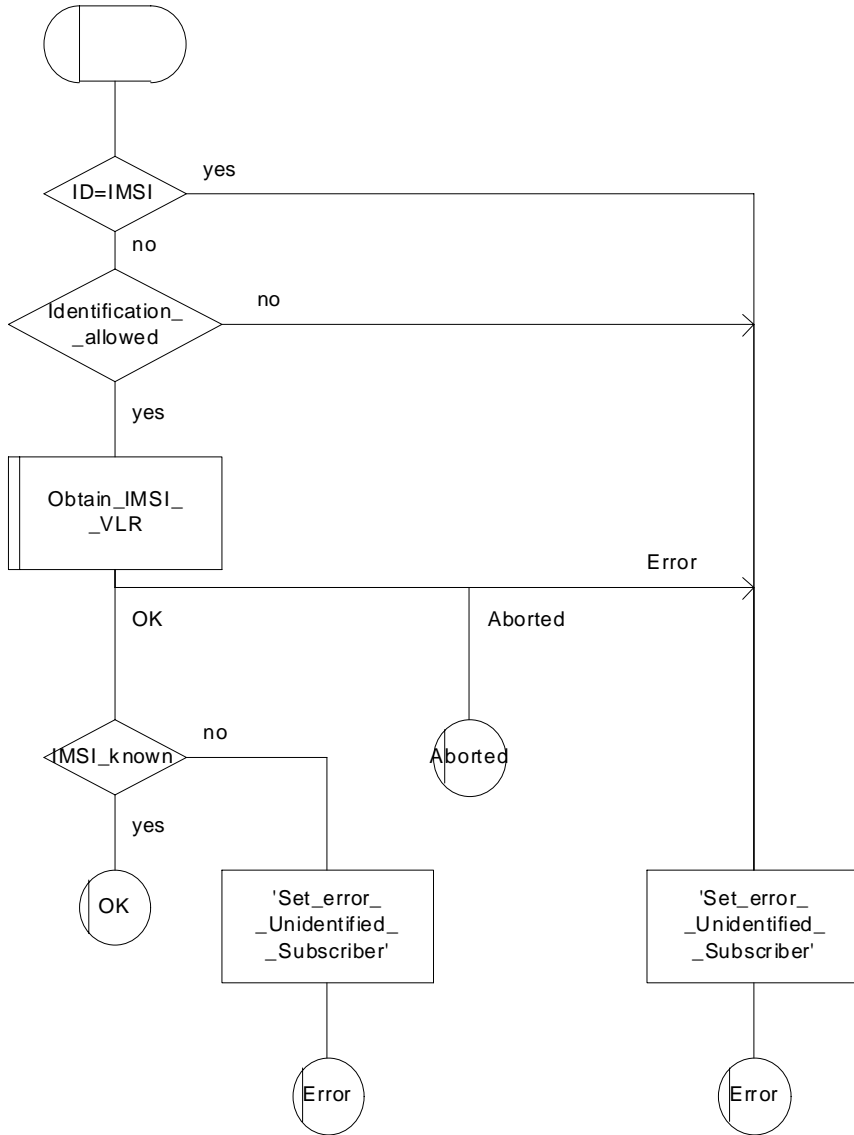 yes
ID=IMSI
no
Identification_
_allowed
no
yes
Obtain_IMSI_
_VLR
Error
OK
Aborted
IMSI_known
no
Aborted
yes
OK
'Set_error_
_Unidentified_
_Subscriber'
'Set_error_
_Unidentified_
_Subscriber'
Error
Error